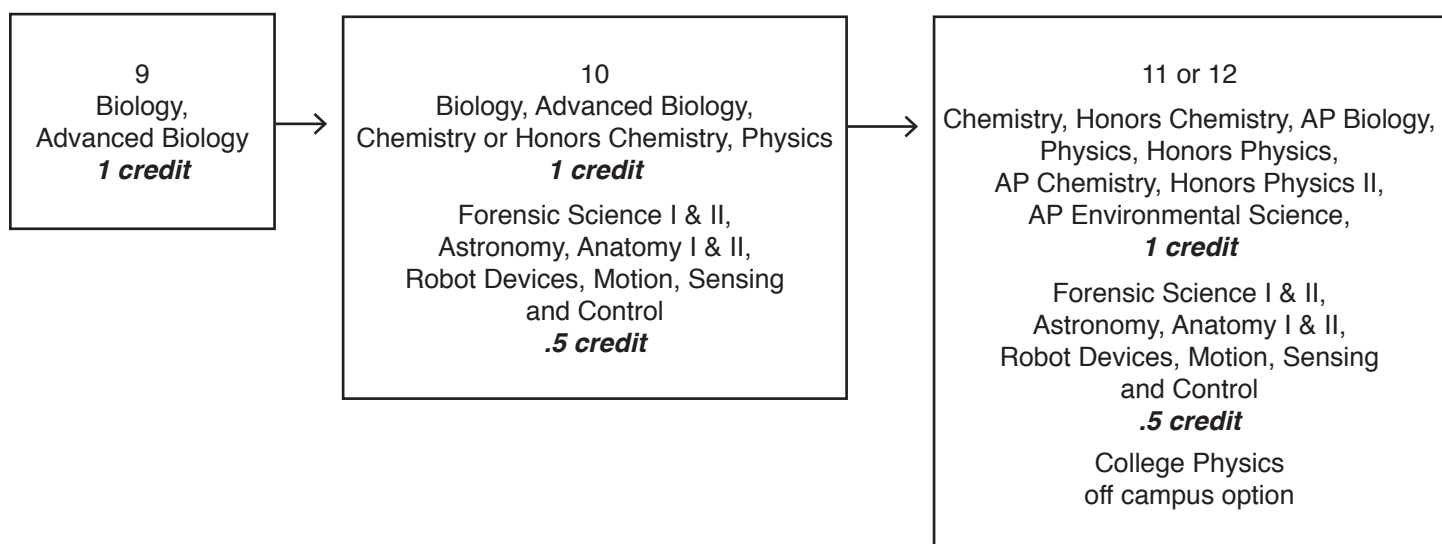 9
Biology,
Advanced Biology
1 credit
10
Biology, Advanced Biology,
Chemistry or Honors Chemistry, Physics
1 credit
Forensic Science I & II,
Astronomy, Anatomy I & II,
Robot Devices, Motion, Sensing
and Control
.5 credit
11 or 12
Chemistry, Honors Chemistry, AP Biology,
Physics, Honors Physics,
AP Chemistry, Honors Physics II,
AP Environmental Science,
1 credit
Forensic Science I & II,
Astronomy, Anatomy I & II,
Robot Devices, Motion, Sensing
and Control
.5 credit
College Physics
off campus option